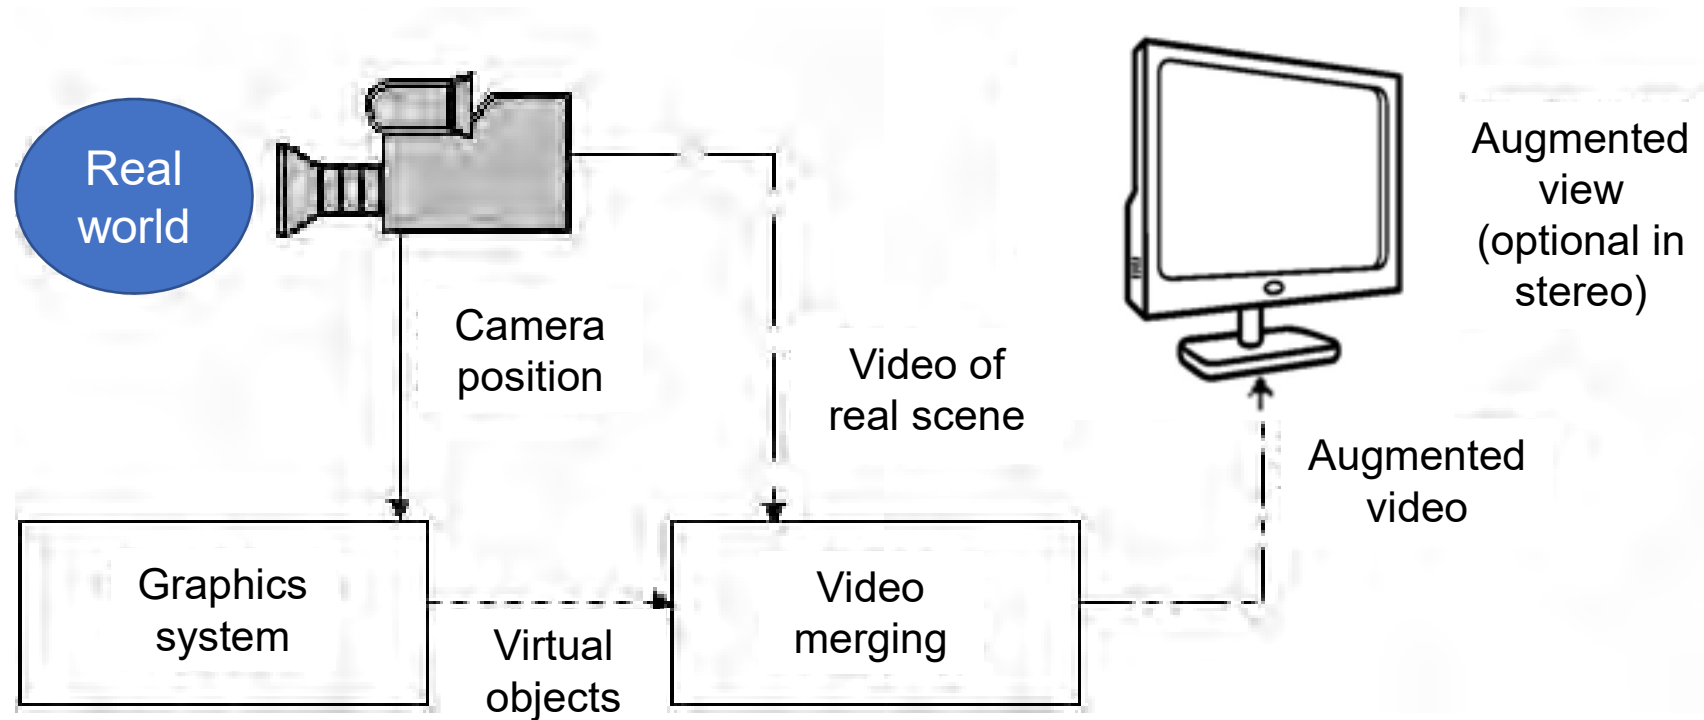 Real
world
Camera
position
Video of
real scene
Augmented
view
(optional in
stereo)
Augmented
video
Graphics
system
Virtual
objects
Video
merging